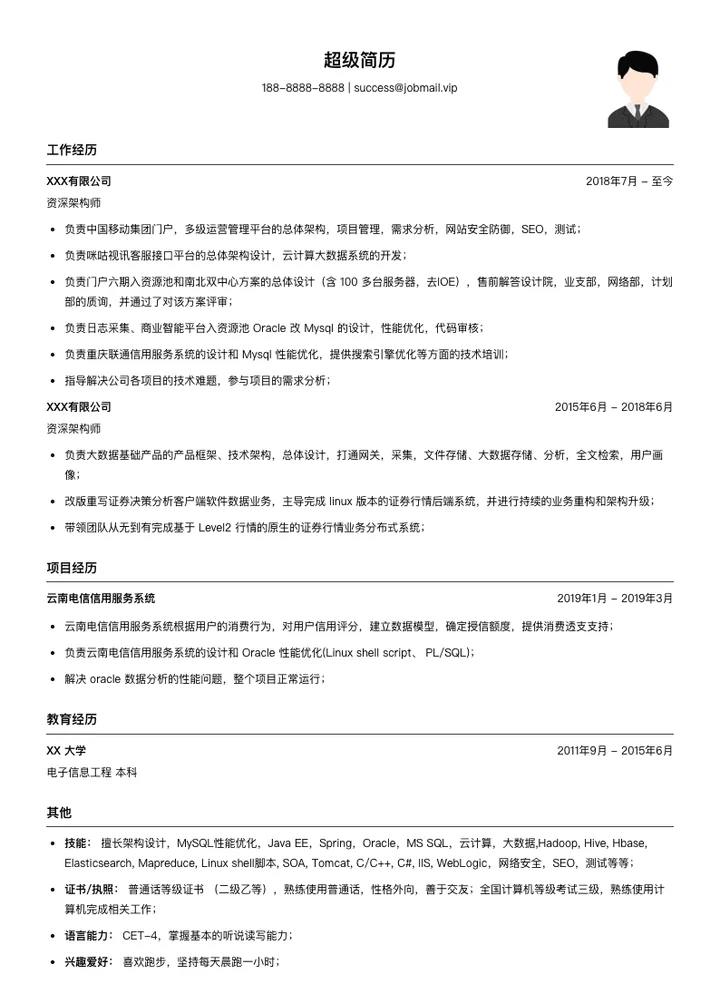 超级简历
188-8888-8888 | success@jobmail.vip
工作经历
XXX有限公司 2018年7月 – 至今
资深架构师
• 负责中国移动集团门户，多级运营管理平台的总体架构，项目管理，需求分析，网站安全防御，SEO，测试；
• 负责咪咕视讯客服接口平台的总体架构设计，云计算大数据系统的开发；
• 负责门户六期入资源池和南北双中心方案的总体设计（含 100 多台服务器，去IOE），售前解答设计院，业支部，网络部，计划
部的质询，并通过了对该方案评审；
• 负责日志采集、商业智能平台入资源池 Oracle 改 Mysql 的设计，性能优化，代码审核；
• 负责重庆联通信用服务系统的设计和 Mysql 性能优化，提供搜索引擎优化等方面的技术培训；
• 指导解决公司各项目的技术难题，参与项目的需求分析；
XXX有限公司 2015年6月 – 2018年6月
资深架构师
• 负责大数据基础产品的产品框架、技术架构，总体设计，打通网关，采集，文件存储、大数据存储、分析，全文检索，用户画
像；
• 改版重写证券决策分析客户端软件数据业务，主导完成 linux 版本的证券行情后端系统，并进行持续的业务重构和架构升级；
• 带领团队从无到有完成基于 Level2 行情的原生的证券行情业务分布式系统；
项目经历
云南电信信用服务系统 2019年1月 – 2019年3月
• 云南电信信用服务系统根据用户的消费行为，对用户信用评分，建立数据模型，确定授信额度，提供消费透支支持；
• 负责云南电信信用服务系统的设计和 Oracle 性能优化(Linux shell script、 PL/SQL)；
• 解决 oracle 数据分析的性能问题，整个项目正常运行；
教育经历
XX 大学 2011年9月 – 2015年6月
电子信息工程 本科
其他
• 技能： 擅长架构设计，MySQL性能优化，Java EE，Spring，Oracle，MS SQL，云计算，大数据,Hadoop, Hive, Hbase,
Elasticsearch, Mapreduce, Linux shell脚本, SOA, Tomcat, C/C++, C#, IIS, WebLogic，网络安全，SEO，测试等等；
• 证书/执照： 普通话等级证书 （二级乙等），熟练使用普通话，性格外向，善于交友；全国计算机等级考试三级，熟练使用计
算机完成相关工作；
• 语言能力： CET-4，掌握基本的听说读写能力；
• 兴趣爱好： 喜欢跑步，坚持每天晨跑一小时；